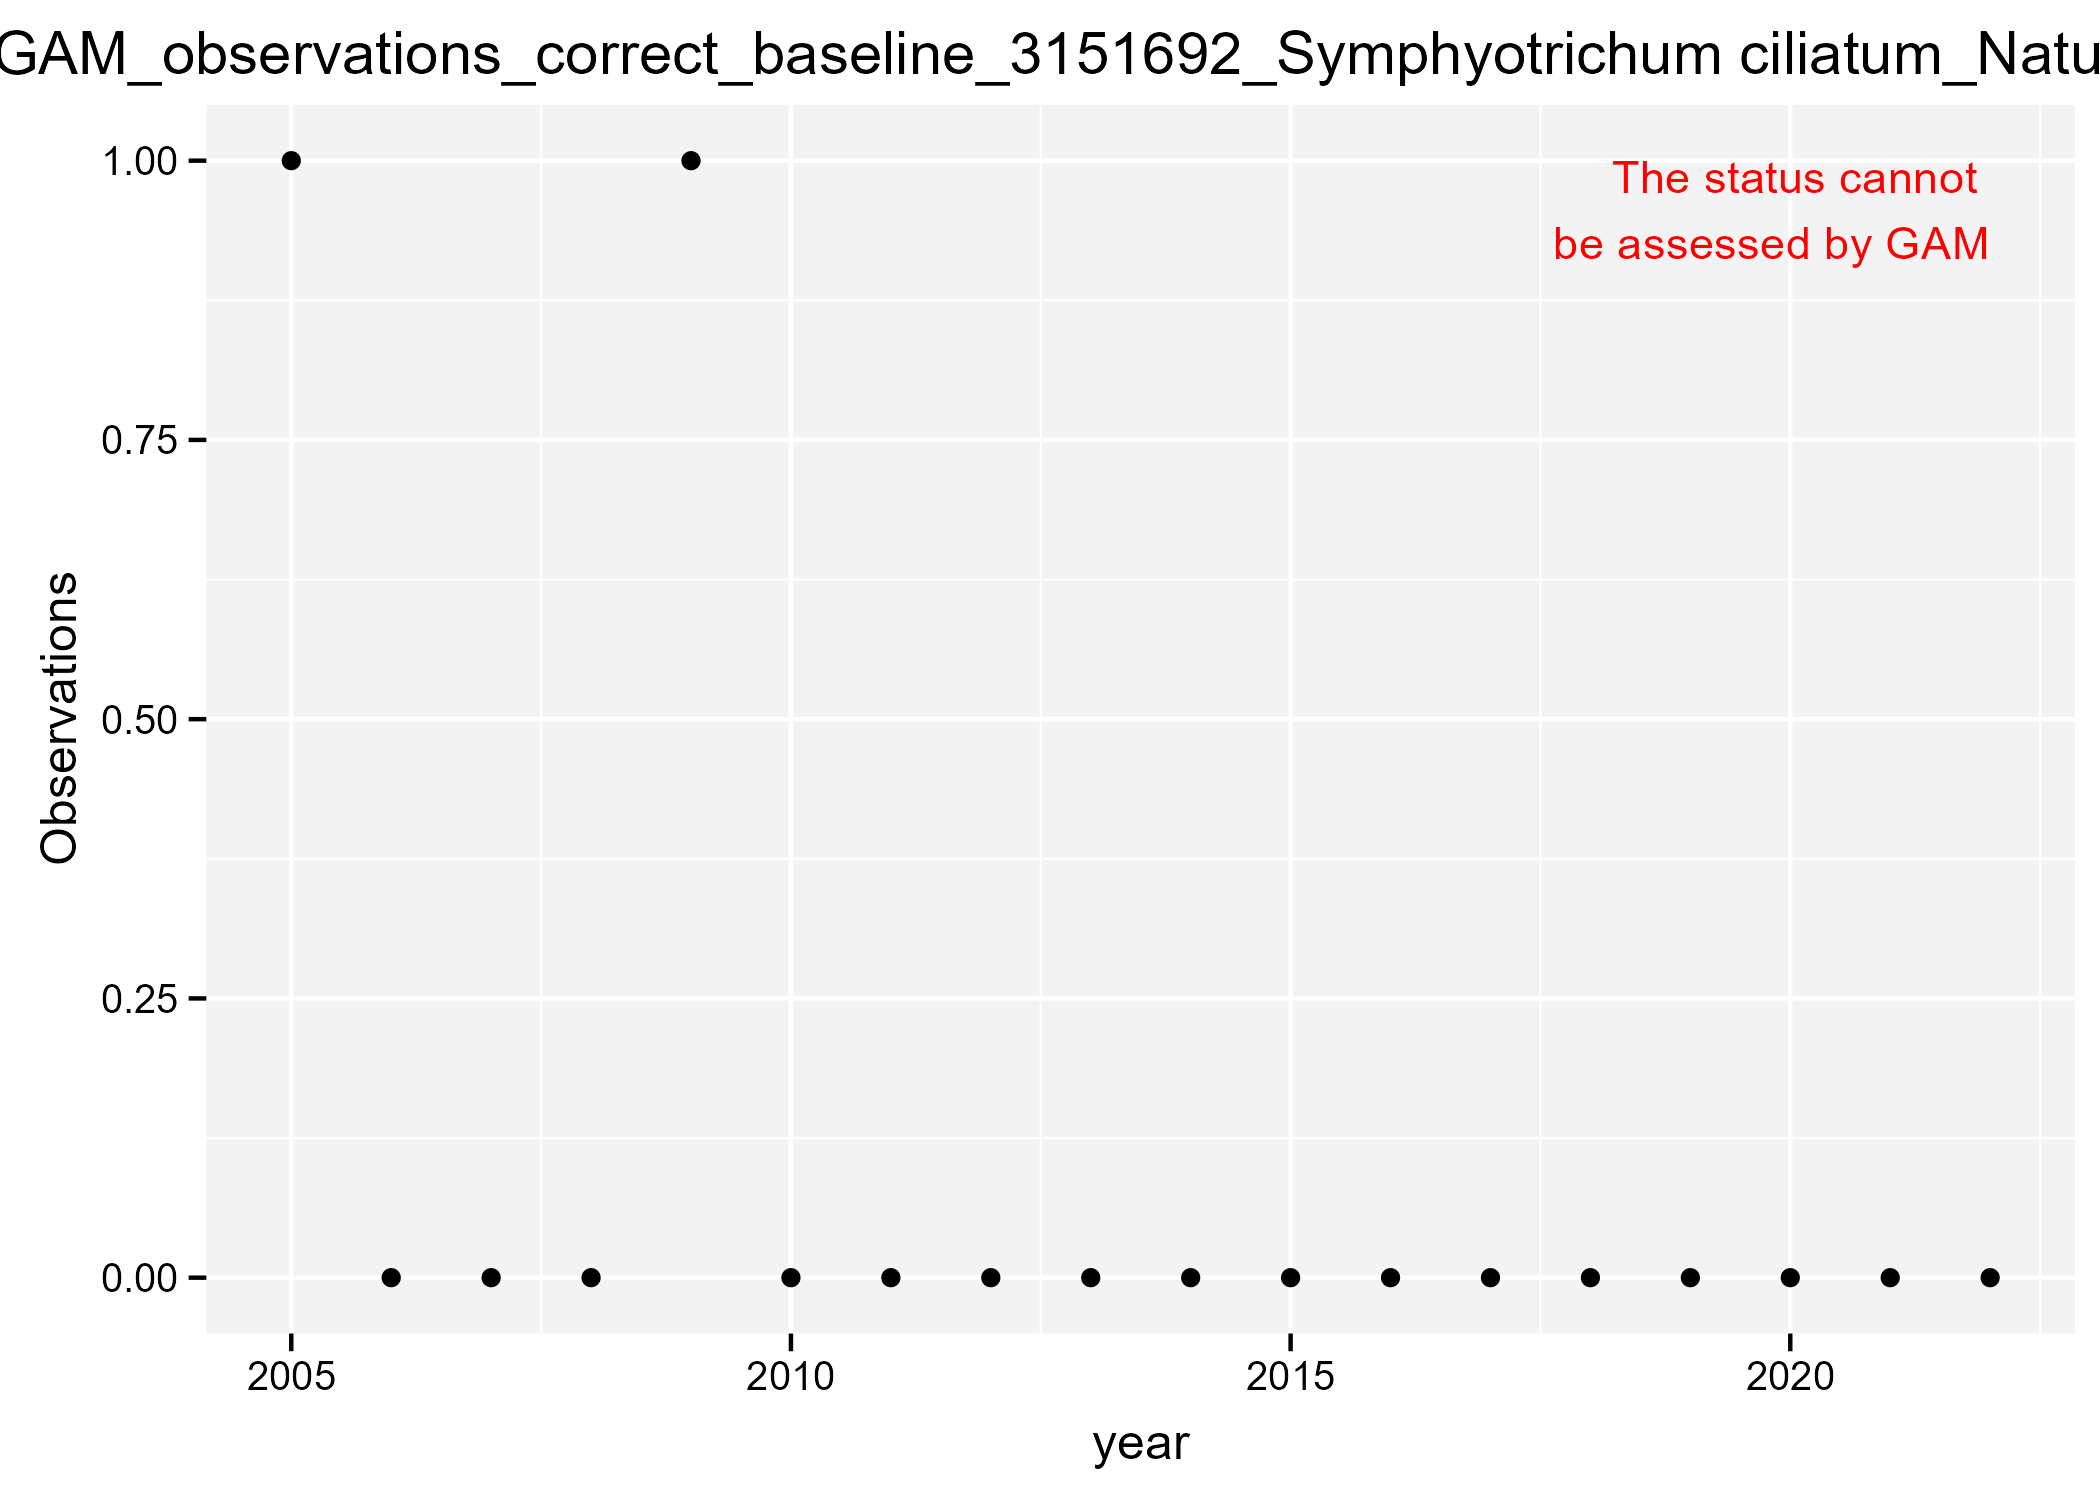 GAM_observations_correct_baseline_3151692_Symphyotrichum ciliatum_Natu
1.00
The status cannot
be assessed by GAM
0.75
Observations
0.50
0.25
0.00
2005 2010 2015 2020
year